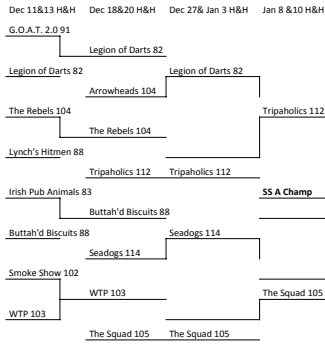 Dec 11&13 H&H Dec 18&20 H&H Dec 27& Jan 3 H&H Jan 8 &10 H&H
G.O.A.T. 2.0 91
Legion of Darts 82
Legion of Darts 82 Legion of Darts 82
Arrowheads 104
The Rebels 104 Tripaholics 112
The Rebels 104
Lynch's Hitmen 88
Tripaholics 112 Tripaholics 112
Irish Pub Animals 83 SS A Champ
Buttah'd Biscuits 88
Buttah'd Biscuits 88 Seadogs 114
Seadogs 114
Smoke Show 102
WTP 103 The Squad 105
WTP 103
The Squad 105 The Squad 105